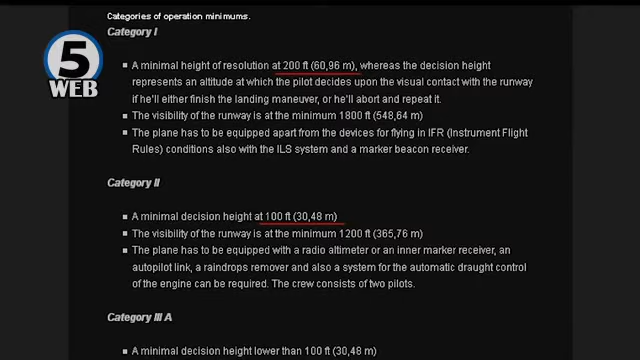 Categories of operation minimums.
Category I
5
WEB
A minimal height of resolution at 200 ft (60,96 m), whereas the decision height
represents an altitude at which the pilot decides upon the visual contact with the runway
if he'll either finish the landing maneuver, or he'll abort and repeat it.
The visibility of the runway is at the minimum 1800 ft (548,64 m)
The plane has to be equipped apart from the devices for flying in IFR (Instrument Flight
Rules) conditions also with the ILS system and a marker beacon receiver.
Category II
A minimal decision height at 100 ft (30,48 m)
The visibility of the runway is at the minimum 1200 ft (365,76 m)
The plane has to be equipped with a radio altimeter or an inner marker receiver, an
autopilot link, a raindrops remover and also a system for the automatic draught control
of the engine can be required. The crew consists of two pilots.
Category III A
A minimal decision height lower than 100 ft (30,48 m)